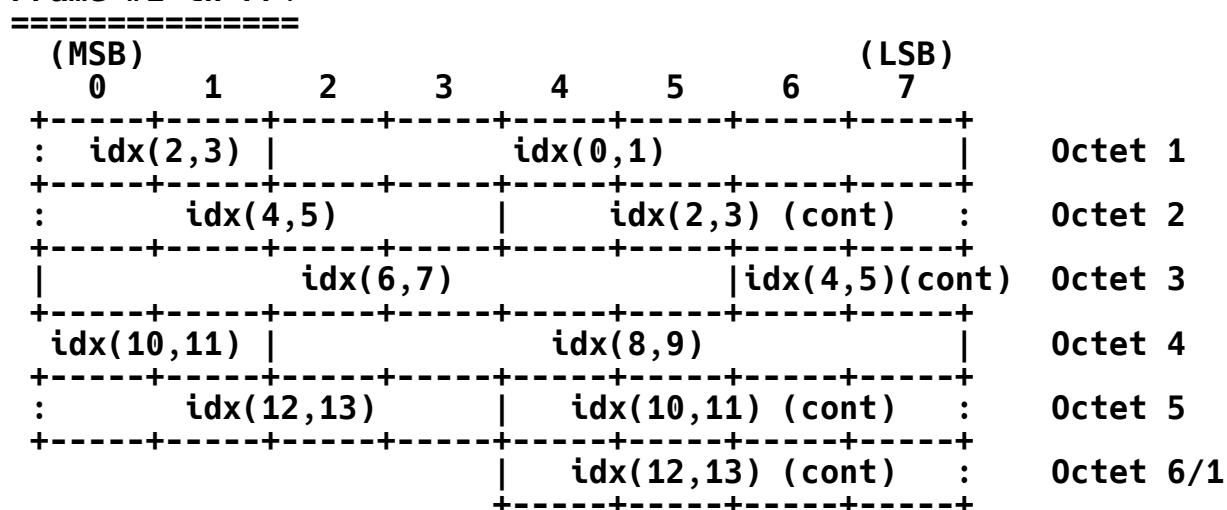 ===============
(MSB) (LSB)
0 1 2 3 4 5 6 7
+-----+-----+-----+-----+-----+-----+-----+-----+
: idx(2,3) | idx(0,1) | Octet 1
+-----+-----+-----+-----+-----+-----+-----+-----+
: idx(4,5) | idx(2,3) (cont) : Octet 2
+-----+-----+-----+-----+-----+-----+-----+-----+
| idx(6,7) |idx(4,5)(cont) Octet 3
+-----+-----+-----+-----+-----+-----+-----+-----+
idx(10,11) | idx(8,9) | Octet 4
+-----+-----+-----+-----+-----+-----+-----+-----+
: idx(12,13) | idx(10,11) (cont) : Octet 5
+-----+-----+-----+-----+-----+-----+-----+-----+
| idx(12,13) (cont) : Octet 6/1
+-----+-----+-----+-----+